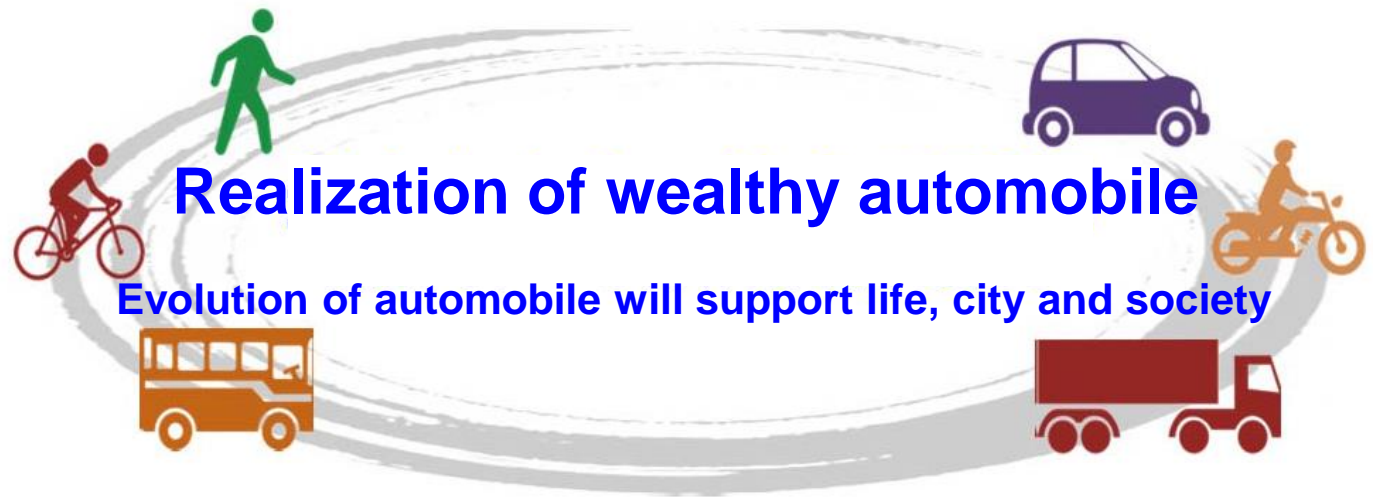 Realization of wealthy automobile
Evolution of automobile will support life, city and society